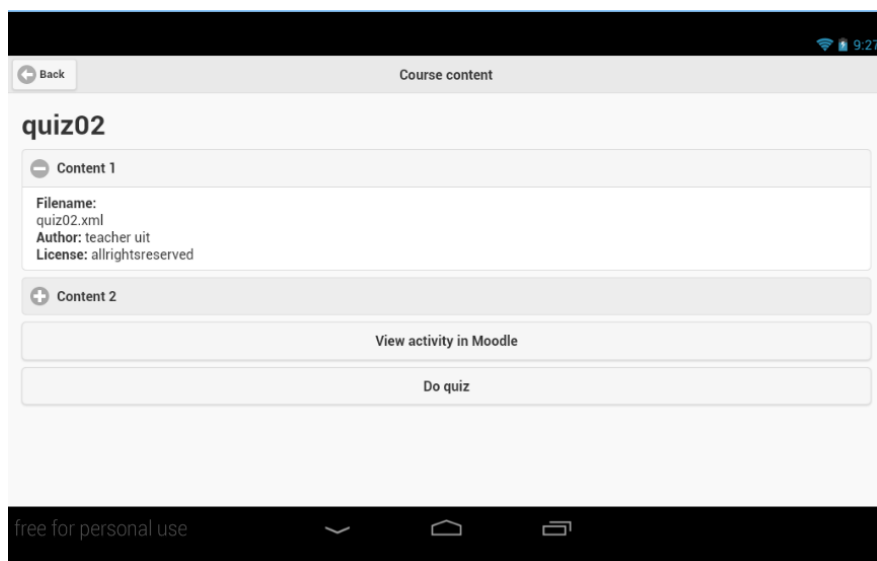 9:27
Back
Course content
quiz02
Content 1
Filename:
quiz02.xml
Author: teacher uit
License: allrightsreserved
Content 2
View activity in Moodle
Do quiz
free for personal use